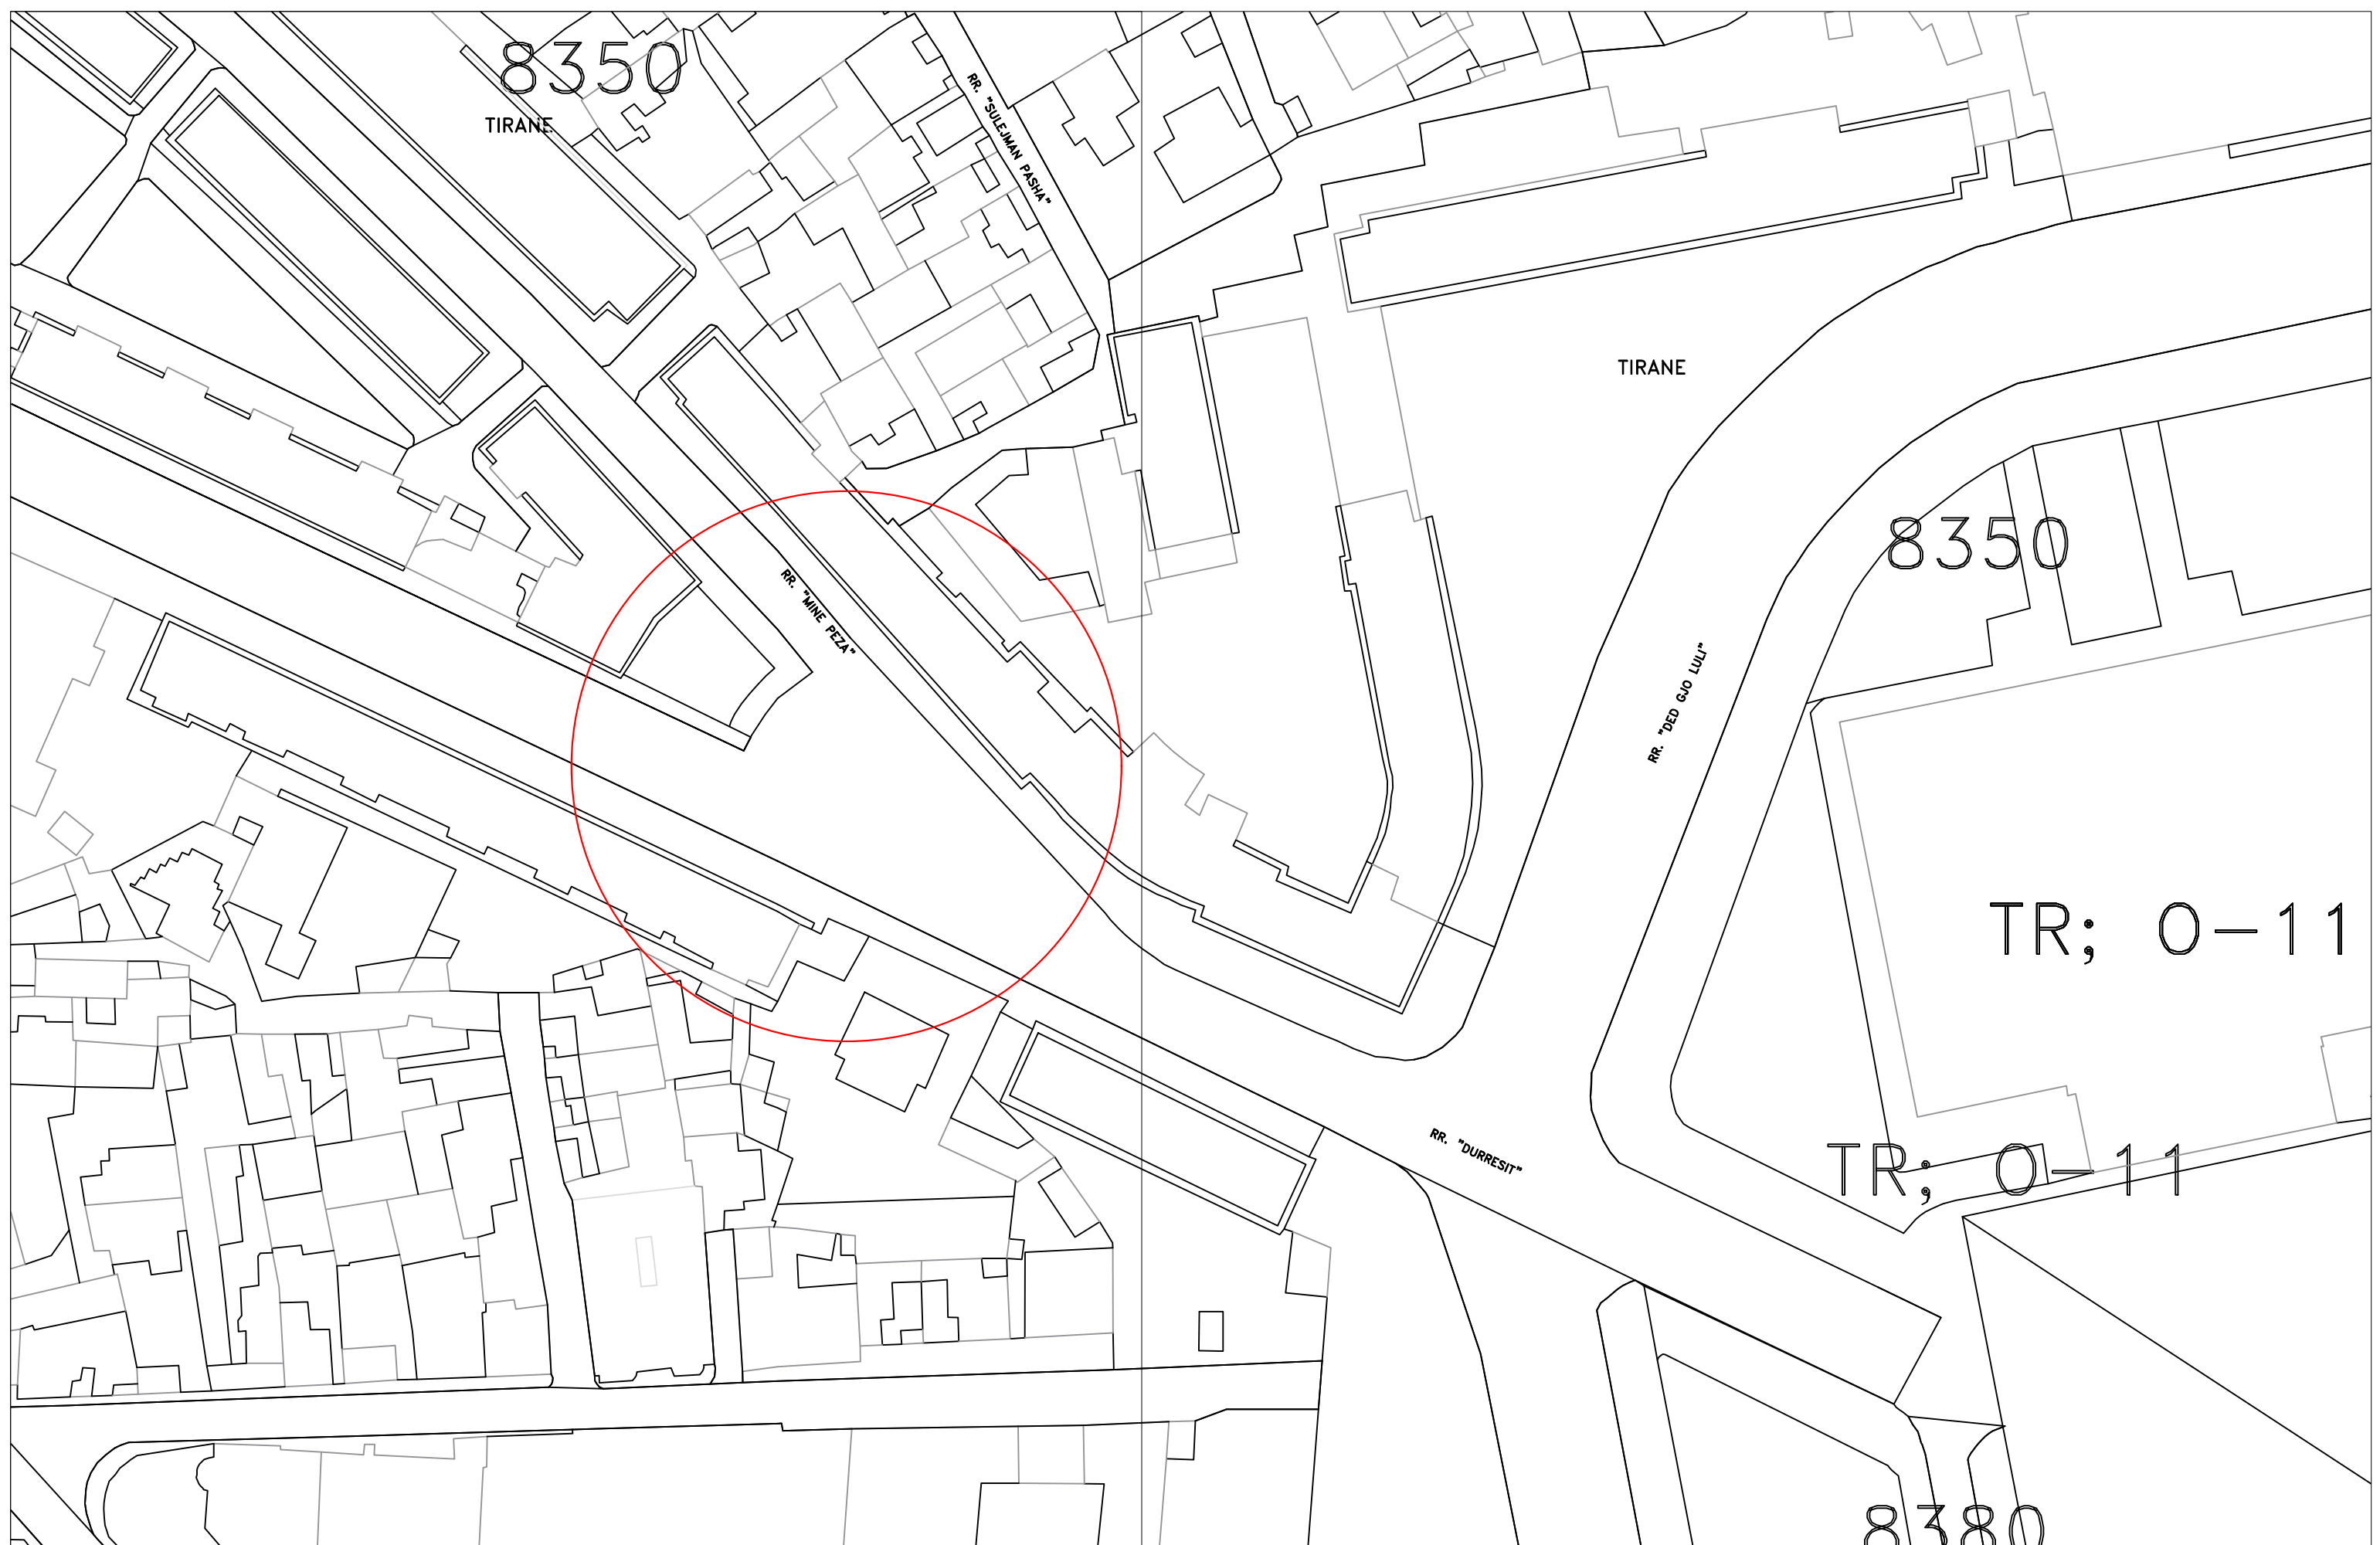 8350
TIRANE
RR. "SULEJMAN PASHA"
TIRANE
8350
RR. "MINE PEZA"
RR. "DED GJO LULI"
TR; O-11
RR. "DURRESIT"
TR; O-11
8380